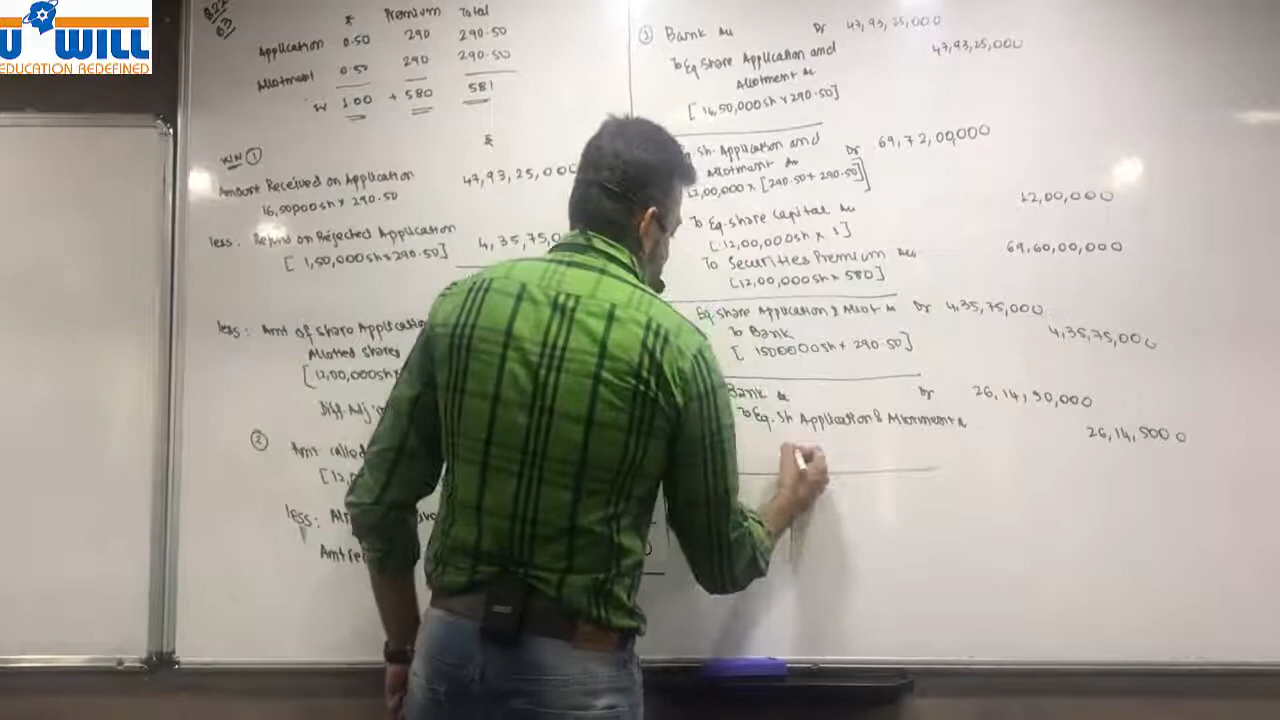 U WILL
EDUCATION REDEFINED
₹ Premium Total
Application 0.50 290 290.50
Allotment 0.50 290 290.50
1.00 + 580 581
WN ①
₹
Amount Received on Application 47,93,25,000
16,50,000sh x 290.50
less: Refund on Rejected Application 4,35,75,0
[ 1,50,000sh x 290.50]
less: Amt of Share Applicatio
Allotted shares
[12,00,000sh x
②
Amt called
[12,
less:
Amt re
③ Bank A/c Dr 47,93,25,000
To Eq Share Application and 47,93,25,000
Allotment A/c
[ 16,50,000sh x 290.50]
Eq. Sh. Application and Dr 69,72,00,000
Allotment A/c
12,00,000 x [290.50+290.50]]
To Eq. Share Capital A/c 12,00,000
[ 12,00,000sh x 1]
To Securities Premium A/c 69,60,00,000
[12,00,000sh x 580]
Eq. Share Application & Allot A/c Dr 4,35,75,000
To Bank 4,35,75,000
[ 150000sh x 290.50]
Bank A/c Dr 26,14,50,000
To Eq. Sh Application & Allotment A/c 26,14,5000